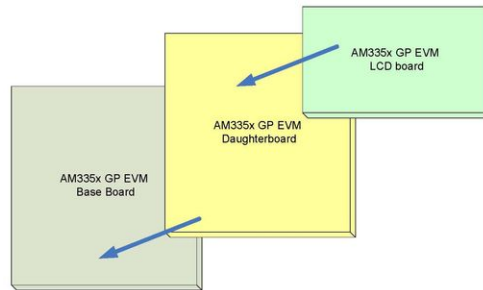 AM335x GP EVM
LCD board
AM335x GP EVM
Daughterboard
AM335x GP EVM
Base Board